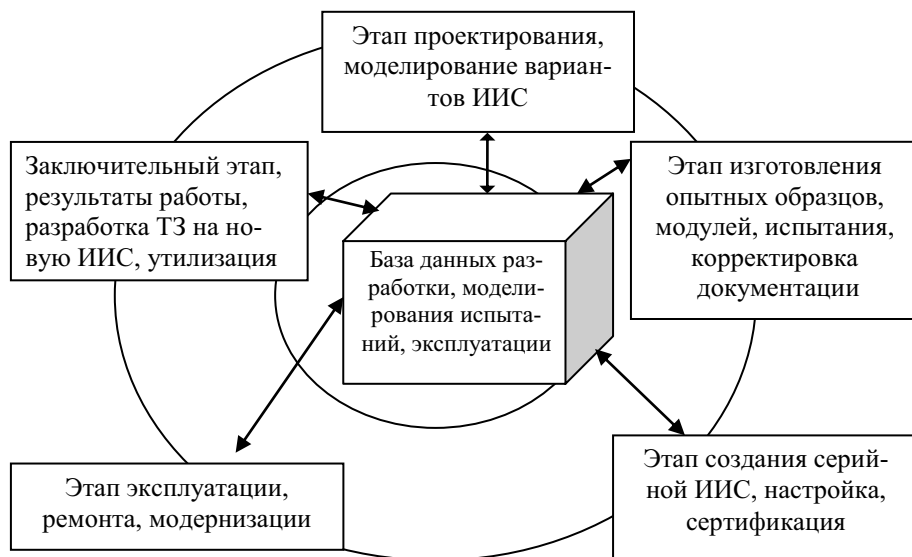 Этап проектирования,
моделирование вариан-
тов ИИС
Заключительный этап,
результаты работы,
разработка ТЗ на но-
вую ИИС, утилизация
Этап изготовления
опытных образцов,
модулей, испытания,
корректировка
документации
База данных раз-
работки, модели-
рования испыта-
ний, эксплуатации
Этап эксплуатации,
ремонта, модернизации
Этап создания серий-
ной ИИС, настройка,
сертификация